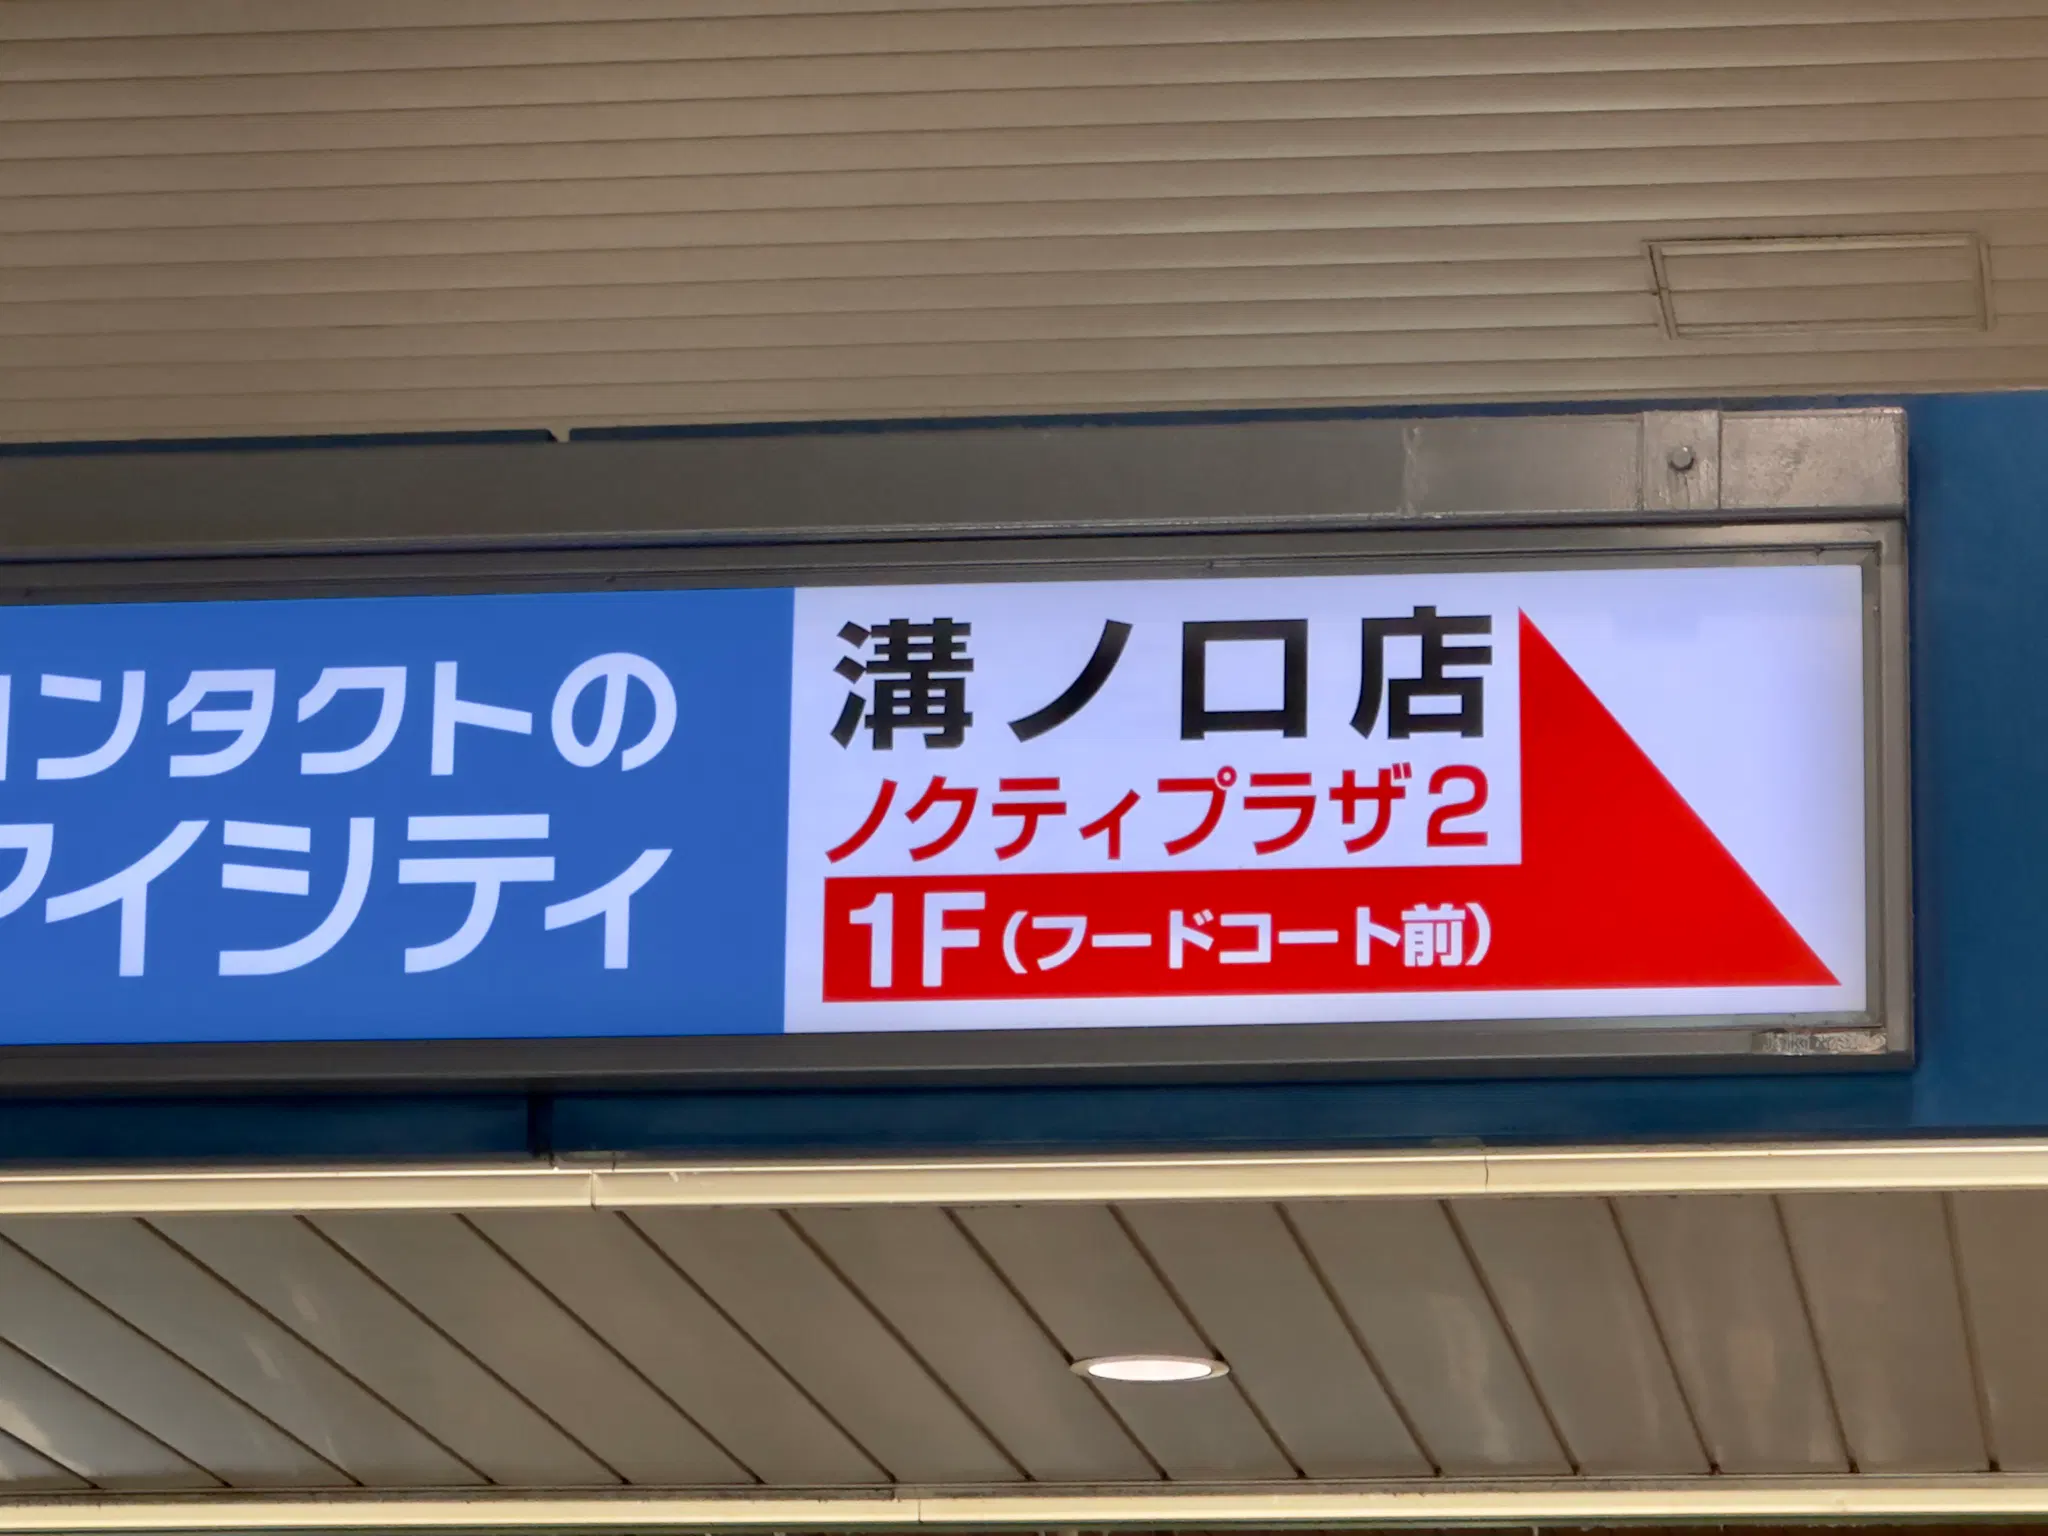 コンタクトの
アイシティ
溝ノ口店
ノクティプラザ2
1F(フードコート前)